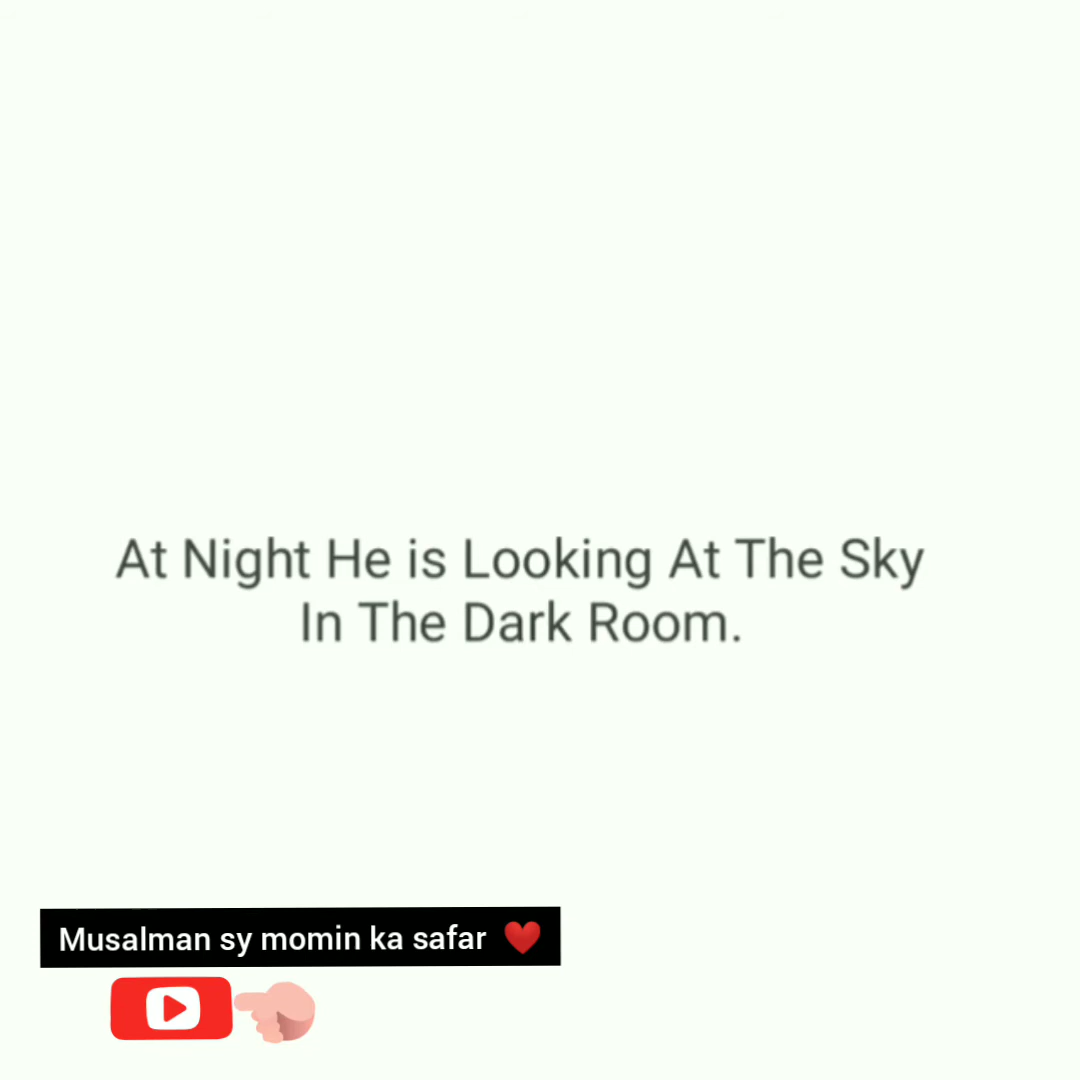 At Night He is Looking At The Sky
In The Dark Room.
Musalman sy momin ka safar ❤️